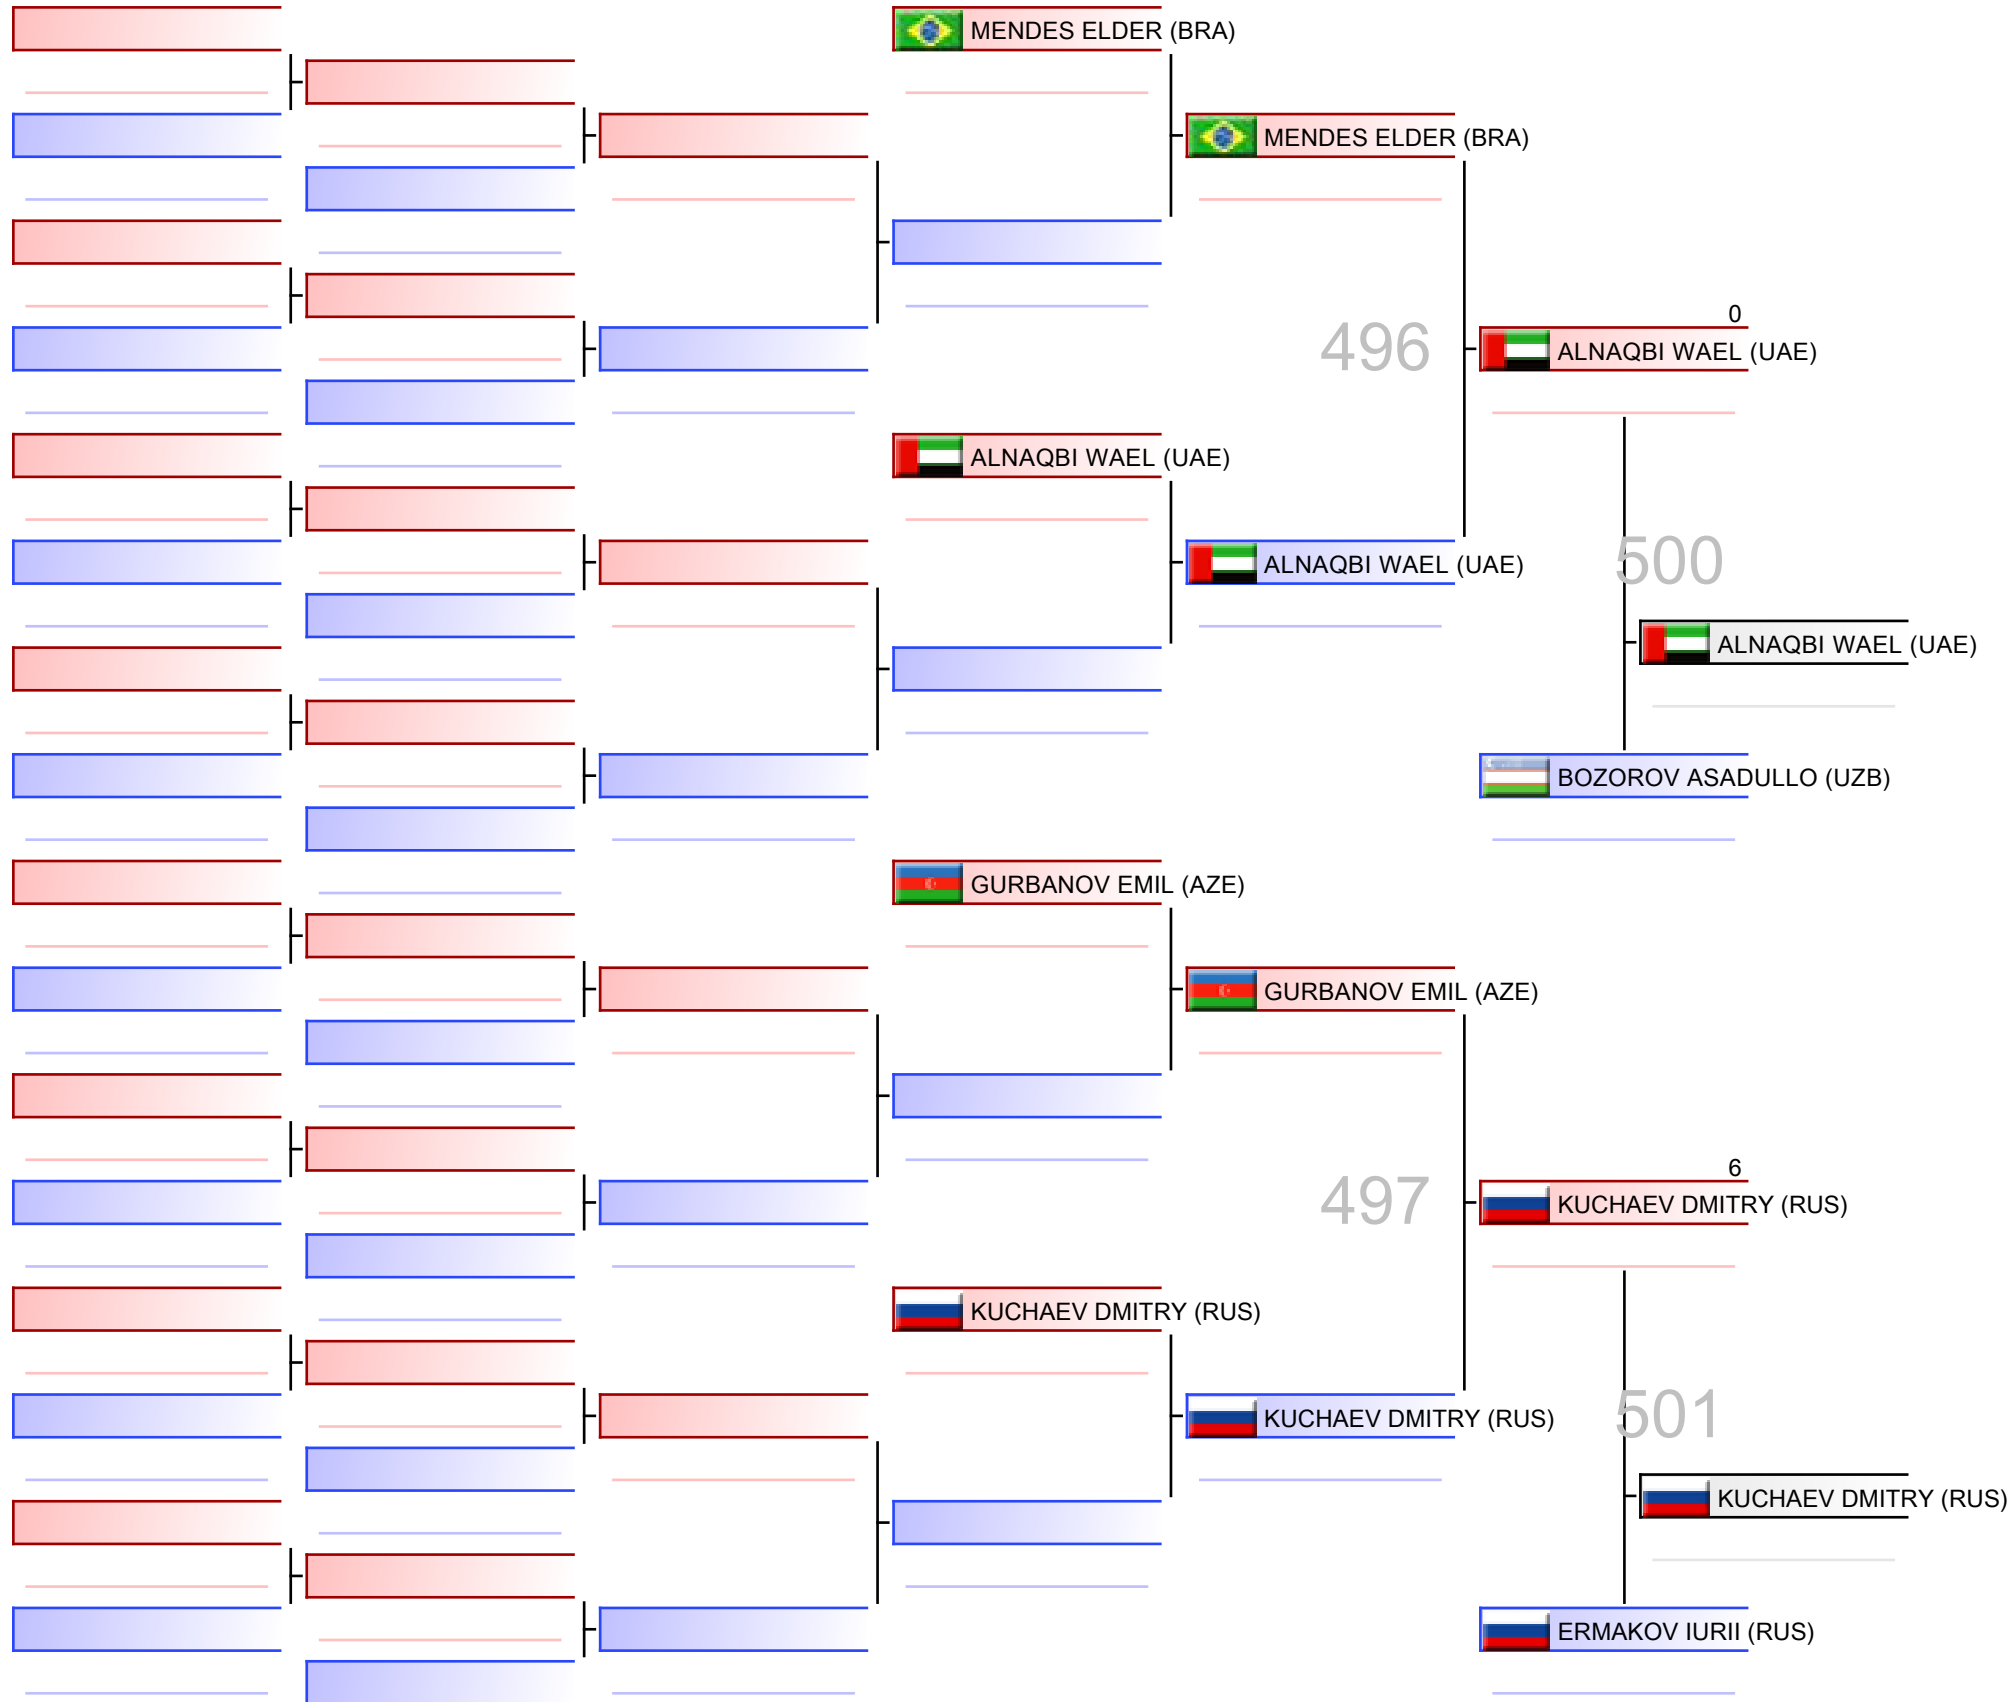 MENDES ELDER (BRA)
MENDES ELDER (BRA)
0
496
ALNAQBI WAEL (UAE)
ALNAQBI WAEL (UAE)
ALNAQBI WAEL (UAE)
500
ALNAQBI WAEL (UAE)
BOZOROV ASADULLO (UZB)
GURBANOV EMIL (AZE)
GURBANOV EMIL (AZE)
6
497
KUCHAEV DMITRY (RUS)
KUCHAEV DMITRY (RUS)
KUCHAEV DMITRY (RUS)
501
KUCHAEV DMITRY (RUS)
ERMAKOV IURII (RUS)